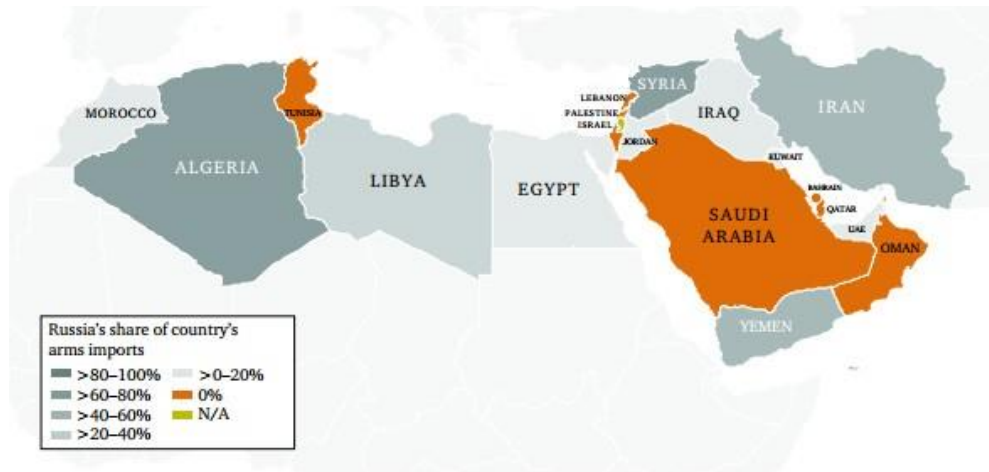 MOROCCO
ALGERIA
TUNISIA
LIBYA
EGYPT
LEBANON
PALESTINE
ISRAEL
SYRIA
JORDAN
IRAQ
IRAN
KUWAIT
BAHRAIN
QATAR
UAE
SAUDI
ARABIA
OMAN
YEMEN
Russia's share of country's
arms imports
>80–100%
>60–80%
>40–60%
>20–40%
>0–20%
0%
N/A